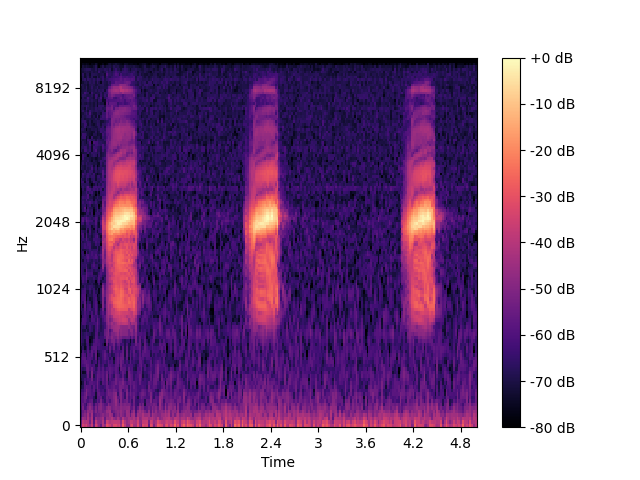 Hz
8192
4096
2048
1024
512
0
0 0.6 1.2 1.8 2.4 3 3.6 4.2 4.8
Time
+0 dB
-10 dB
-20 dB
-30 dB
-40 dB
-50 dB
-60 dB
-70 dB
-80 dB